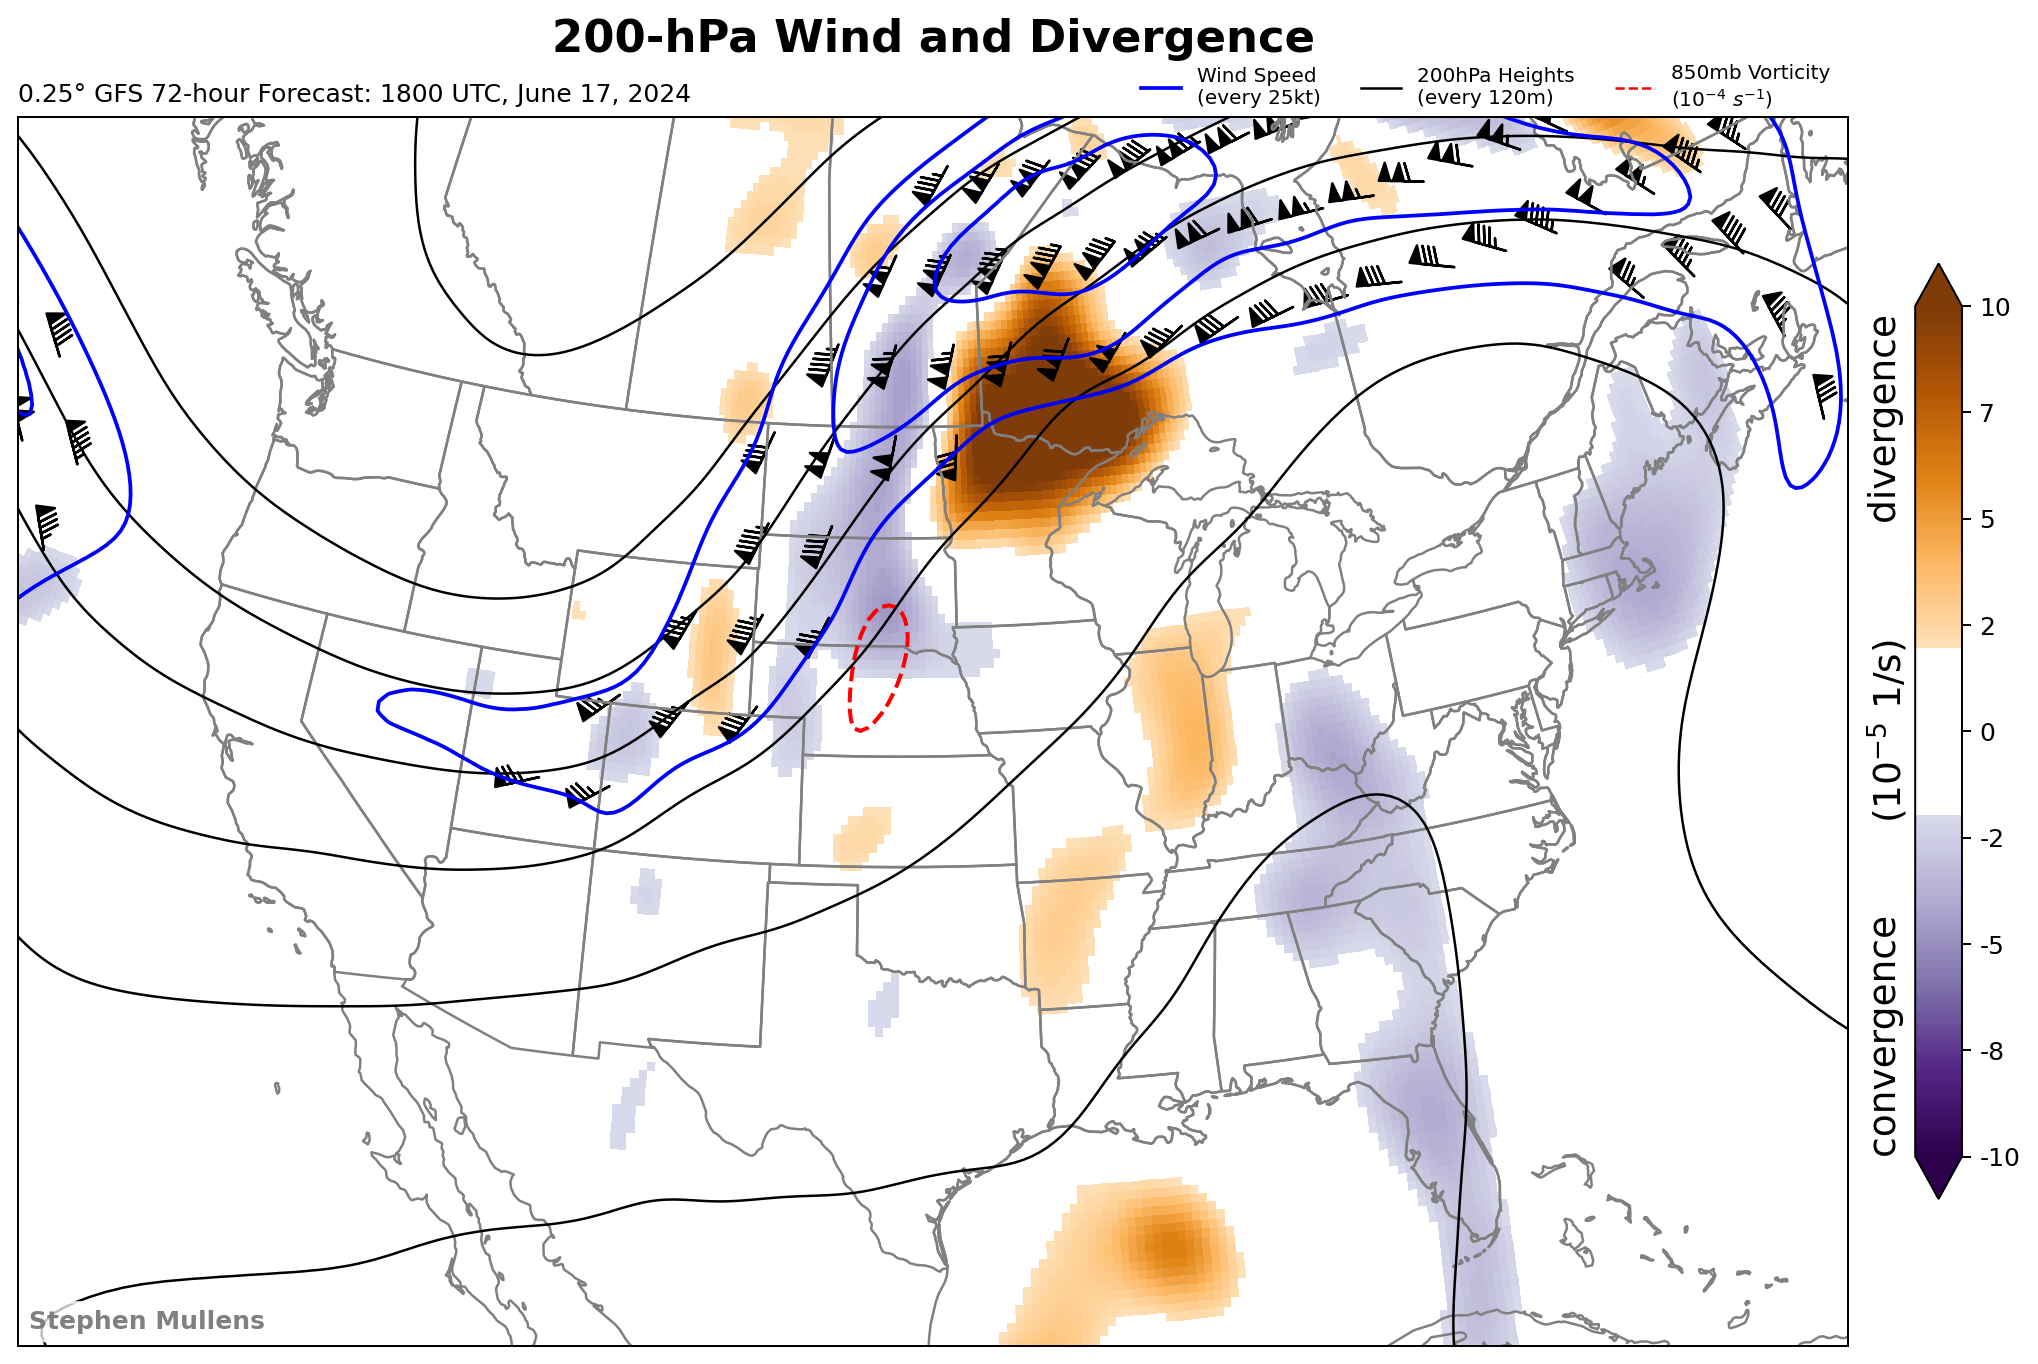 200-hPa Wind and Divergence
0.25° GFS 72-hour Forecast: 1800 UTC, June 17, 2024
Wind Speed
(every 25kt)
200hPa Heights
(every 120m)
850mb Vorticity
(10⁻⁴ s⁻¹)
10
7
5
2
0
-2
-5
-8
-10
convergence (10⁻⁵ 1/s) divergence
Stephen Mullens